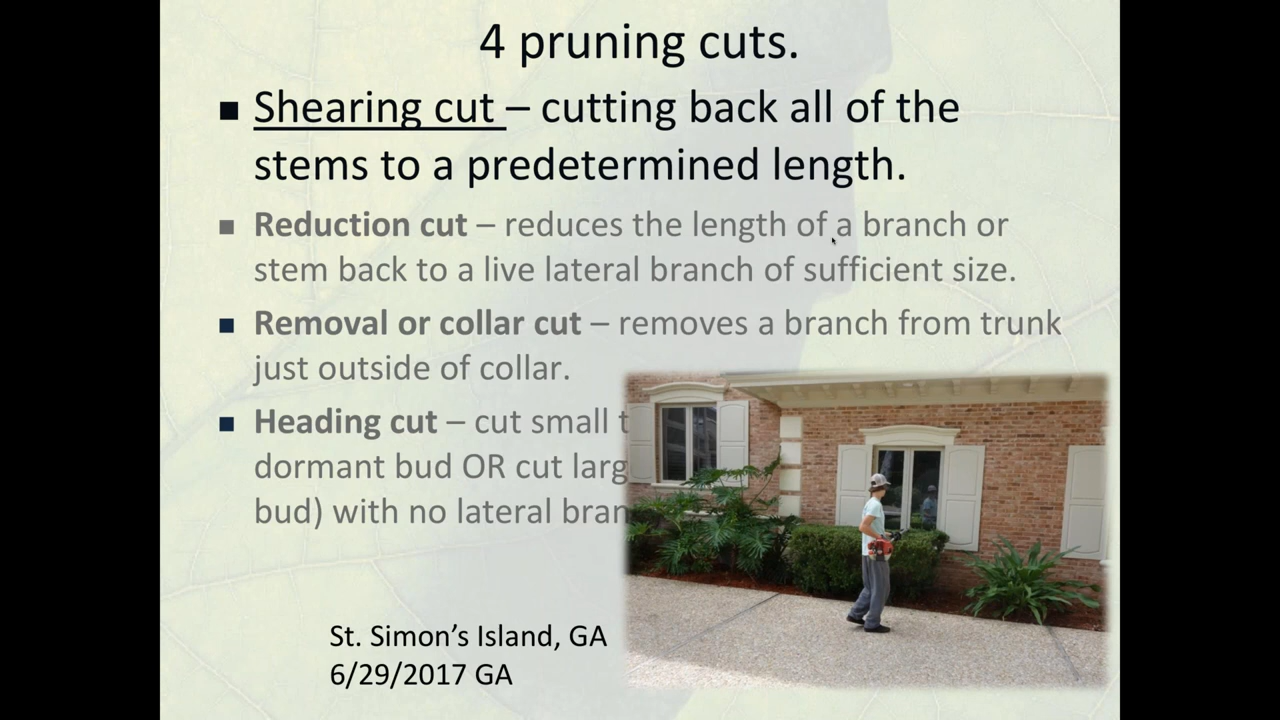 4 pruning cuts.
Shearing cut – cutting back all of the
stems to a predetermined length.
Reduction cut – reduces the length of a branch or
stem back to a live lateral branch of sufficient size.
Removal or collar cut – removes a branch from trunk
just outside of collar.
Heading cut – cut small
dormant bud OR cut
bud) with no lateral
St. Simon’s Island, GA
6/29/2017 GA